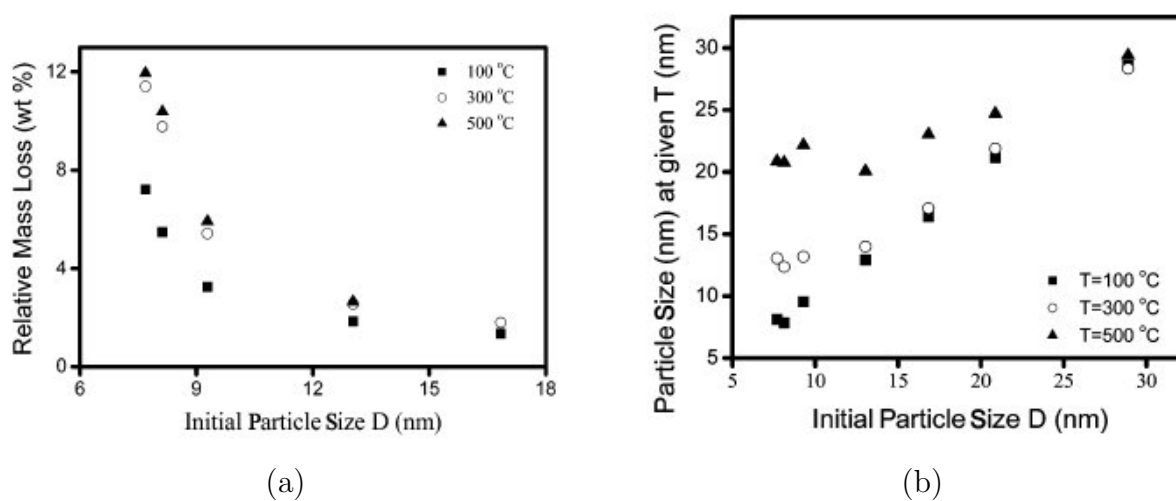 Relative Mass Loss (wt %)
12
8
4
0
6
9
12
15
18
Initial Particle Size D (nm)
100 °C
300 °C
500 °C
(a)
Particle Size (nm) at given T (nm)
30
25
20
15
10
5
5
10
15
20
25
30
Initial Particle Size D (nm)
T=100 °C
T=300 °C
T=500 °C
(b)